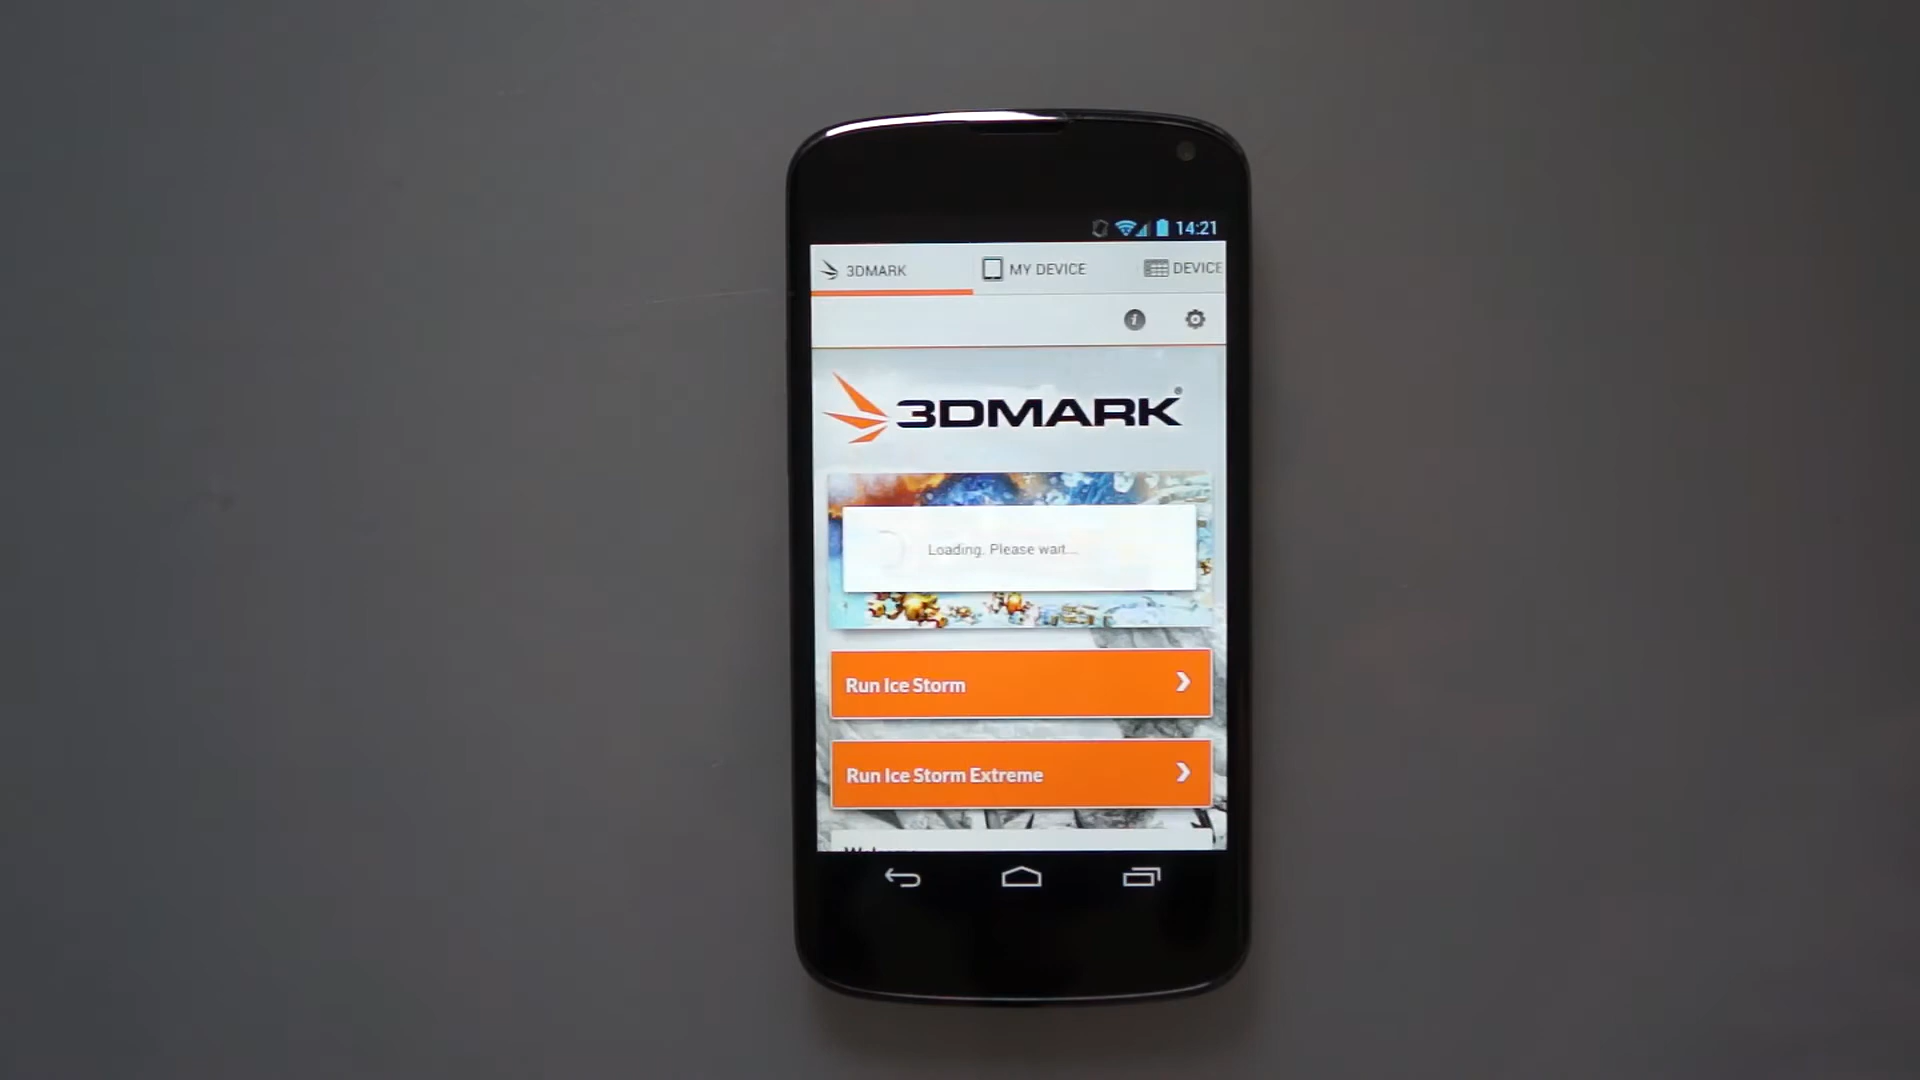 14:21
3DMARK
MY DEVICE
DEVICE
3DMARK®
Loading. Please wait...
Run Ice Storm
Run Ice Storm Extreme